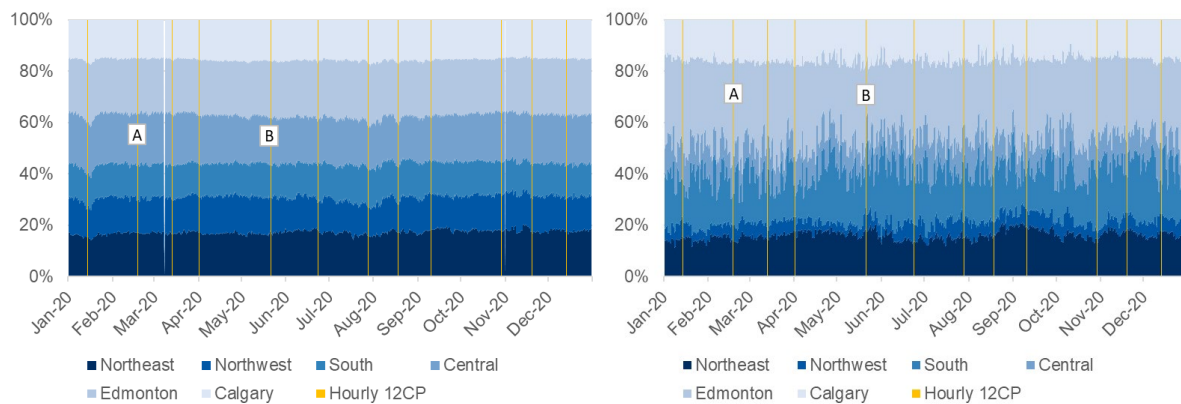 100%
80%
60%
40%
20%
0%
A
B
Jan-20
Feb-20
Mar-20
Apr-20
May-20
Jun-20
Jul-20
Aug-20
Sep-20
Oct-20
Nov-20
Dec-20
Northeast Northwest South Central
Edmonton Calgary Hourly 12CP
100%
80%
60%
40%
20%
0%
A
B
Jan-20
Feb-20
Mar-20
Apr-20
May-20
Jun-20
Jul-20
Aug-20
Sep-20
Oct-20
Nov-20
Dec-20
Northeast Northwest South Central
Edmonton Calgary Hourly 12CP